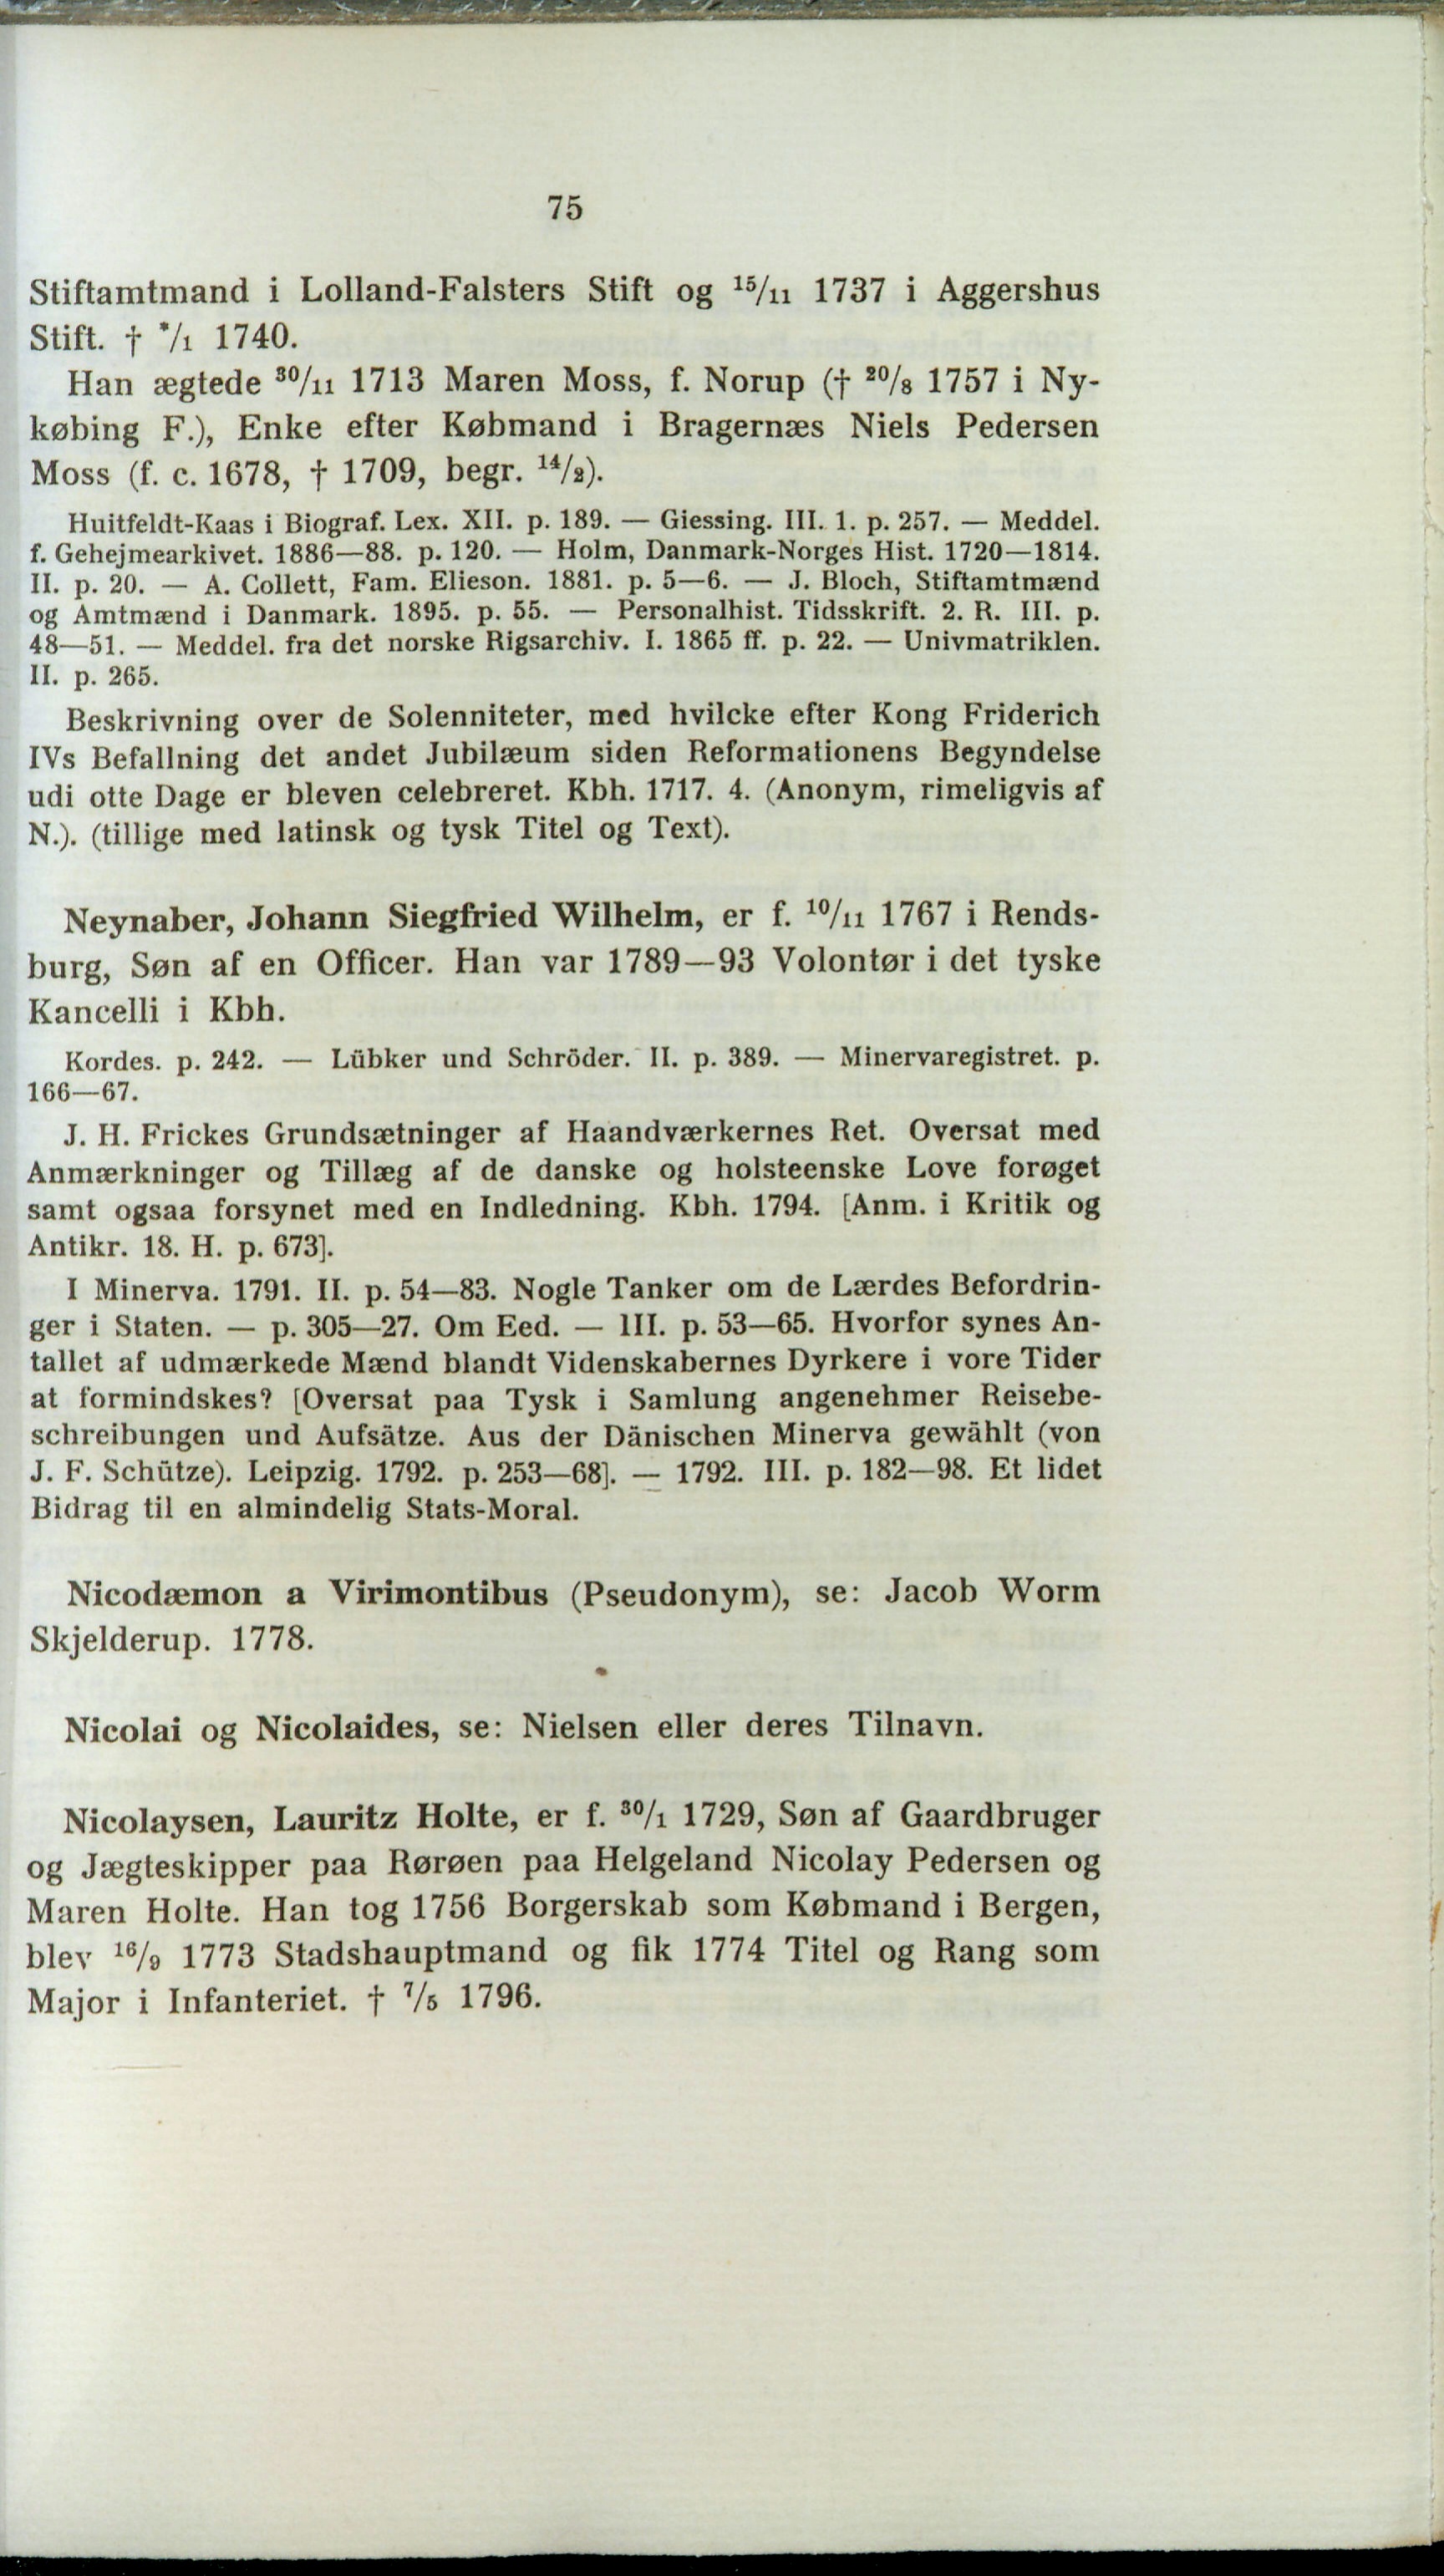 75
Stiftamtmand i Lolland-Falsters Stift og 15/11 1737 i Aggershus
Stift. † */1 1740.
Han ægtede 30/11 1713 Maren Moss, f. Norup († 20/8 1757 i Ny-
købing F.), Enke efter Købmand i Bragernæs Niels Pedersen
Moss (f. c. 1678, † 1709, begr. 14/2).
Huitfeldt-Kaas i Biograf. Lex. XII. p. 189. — Giessing. III. 1. p. 257. — Meddel.
f. Gehejmearkivet. 1886—88. p. 120. — Holm, Danmark-Norges Hist. 1720—1814.
II. p. 20. — A. Collett, Fam. Elieson. 1881. p. 5—6. — J. Bloch, Stiftamtmænd
og Amtmænd i Danmark. 1895. p. 55. — Personalhist. Tidsskrift. 2. R. III. p.
48—51. — Meddel. fra det norske Rigsarchiv. I. 1865 ff. p. 22. — Univmatriklen.
II. p. 265.
Beskrivning over de Solenniteter, med hvilcke efter Kong Friderich
IVs Befallning det andet Jubilæum siden Reformationens Begyndelse
udi otte Dage er bleven celebreret. Kbh. 1717. 4. (Anonym, rimeligvis af
N.). (tillige med latinsk og tysk Titel og Text).
Neynaber, Johann Siegfried Wilhelm, er f. 10/11 1767 i Rends-
burg, Søn af en Officer. Han var 1789—93 Volontør i det tyske
Kancelli i Kbh.
Kordes. p. 242. — Lübker und Schröder. II. p. 389. — Minervaregistret. p.
166—67.
J. H. Frickes Grundsætninger af Haandværkernes Ret. Oversat med
Anmærkninger og Tillæg af de danske og holsteenske Love forøget
samt ogsaa forsynet med en Indledning. Kbh. 1794. [Anm. i Kritik og
Antikr. 18. H. p. 673].
I Minerva. 1791. II. p. 54—83. Nogle Tanker om de Lærdes Befordrin-
ger i Staten. — p. 305—27. Om Eed. — III. p. 53—65. Hvorfor synes An-
tallet af udmærkede Mænd blandt Videnskabernes Dyrkere i vore Tider
at formindskes? [Oversat paa Tysk i Samlung angenehmer Reisebe-
schreibungen und Aufsätze. Aus der Dänischen Minerva gewählt (von
J. F. Schütze). Leipzig. 1792. p. 253—68]. — 1792. III. p. 182—98. Et lidet
Bidrag til en almindelig Stats-Moral.
Nicodæmon a Virimontibus (Pseudonym), se: Jacob Worm
Skjelderup. 1778.
Nicolai og Nicolaides, se: Nielsen eller deres Tilnavn.
Nicolaysen, Lauritz Holte, er f. 30/1 1729, Søn af Gaardbruger
og Jægteskipper paa Rørøen paa Helgeland Nicolay Pedersen og
Maren Holte. Han tog 1756 Borgerskab som Købmand i Bergen,
blev 16/9 1773 Stadshauptmand og fik 1774 Titel og Rang som
Major i Infanteriet. † 7/5 1796.